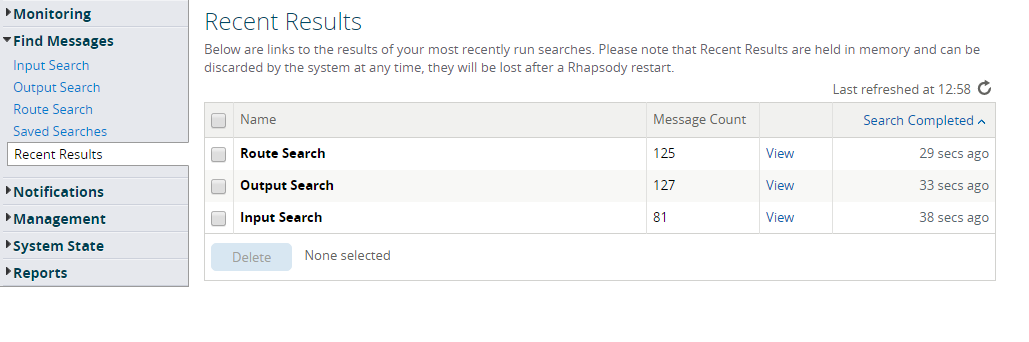 Monitoring
Find Messages
Input Search
Output Search
Route Search
Saved Searches
Recent Results
Notifications
Management
System State
Reports
Recent Results
Below are links to the results of your most recently run searches. Please note that Recent Results are held in memory and can be
discarded by the system at any time, they will be lost after a Rhapsody restart.
Last refreshed at 12:58
Name Message Count Search Completed
Route Search 125 View 29 secs ago
Output Search 127 View 33 secs ago
Input Search 81 View 38 secs ago
Delete None selected